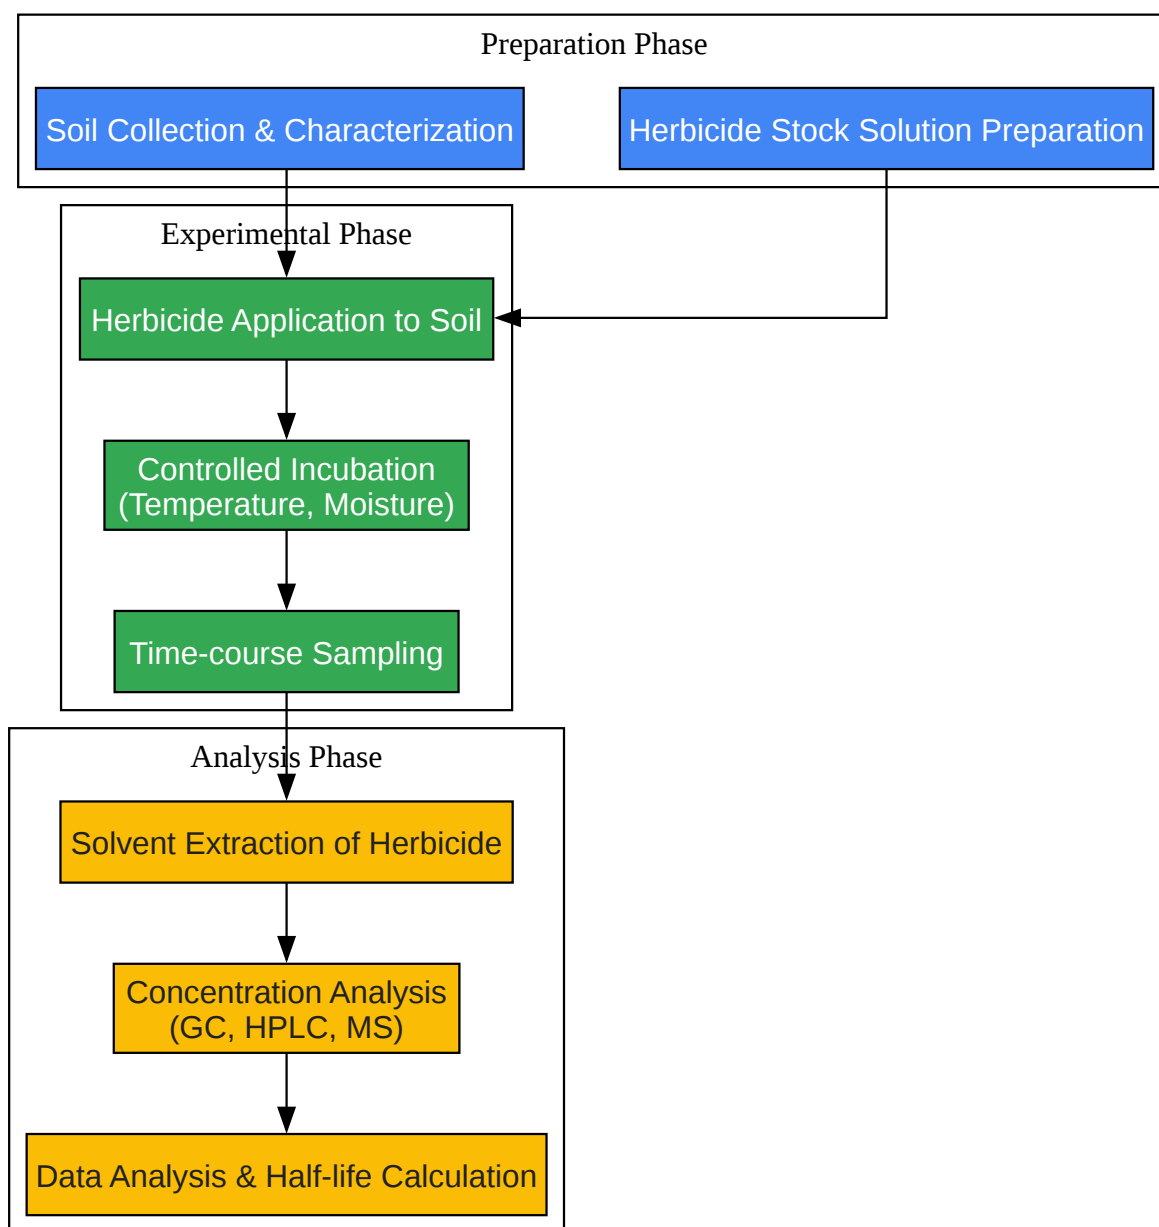 Preparation Phase
Soil Collection & Characterization
Herbicide Stock Solution Preparation
Experimental Phase
Herbicide Application to Soil
Controlled Incubation
(Temperature, Moisture)
Time-course Sampling
Analysis Phase
Solvent Extraction of Herbicide
Concentration Analysis
(GC, HPLC, MS)
Data Analysis & Half-life Calculation